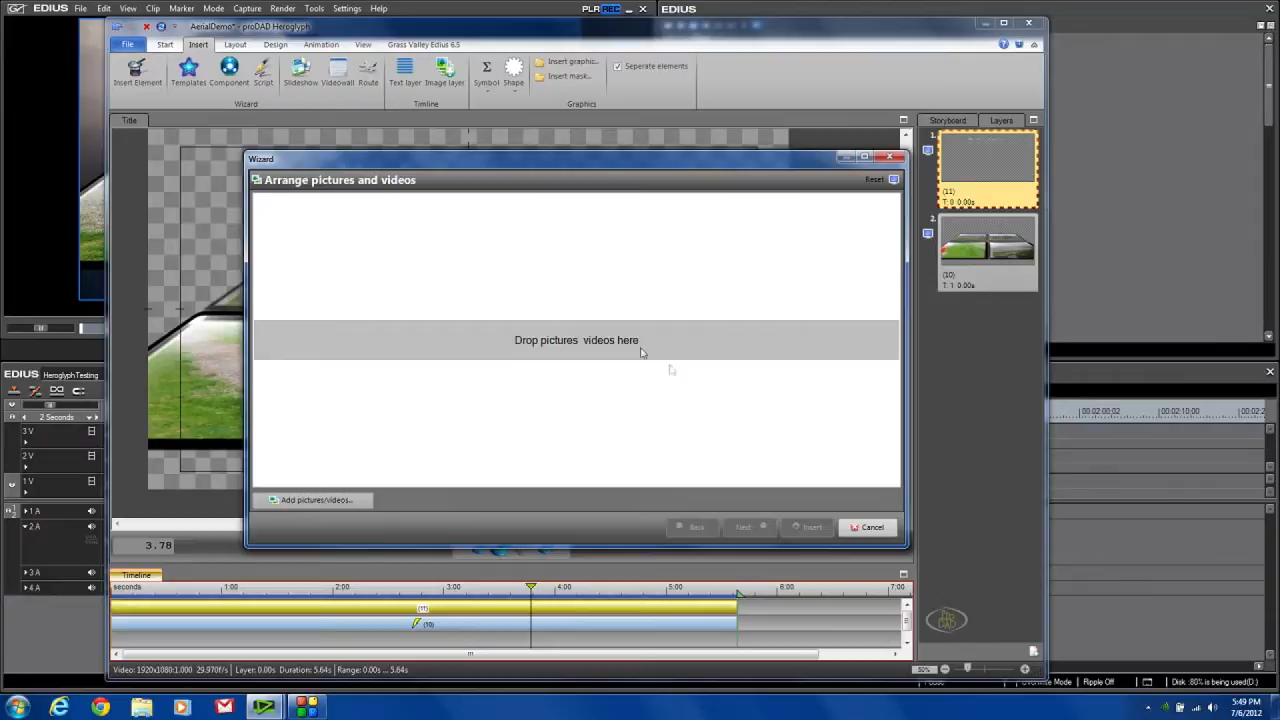 File Edit View Clip Marker Mode Capture Render Tools Settings Help
PLR REC
EDIUS
AerialDemo* - proDAD Heroglyph
File Start Insert Layout Design Animation View Grass Valley Edius 6.5
Insert Element
Templates
Component
Script
Slideshow
Videowall
Route
Text layer
Image layer
Symbol
Shape
Insert graphic...
Insert mask...
Seperate elements
Wizard
Timline
Graphics
Title
Storyboard
Layers
Wizard
Arrange pictures and videos
Reset
Drop pictures videos here
Add pictures/videos...
Back
Next
Insert
Cancel
1.
(11)
T: 0 0.00s
2.
(10)
T: 1 0.00s
EDIUS
HeroglyphTesting
2 Seconds
3 V
2 V
1 V
1 A
2 A
3 A
4 A
3.78
Timeline
seconds 1:00 2:00 3:00 4:00 5:00 6:00 7:00
(11)
(10)
Video: 1920x1080:1.000 29.970f/s Layer: 0.00s Duration: 5.64s Range: 0.00s ... 5.64s
50%
00:02:00;02 00:02:10;00
Overwrite Mode Ripple Off Disk :80% is being used(D:)
5:49 PM
7/6/2012